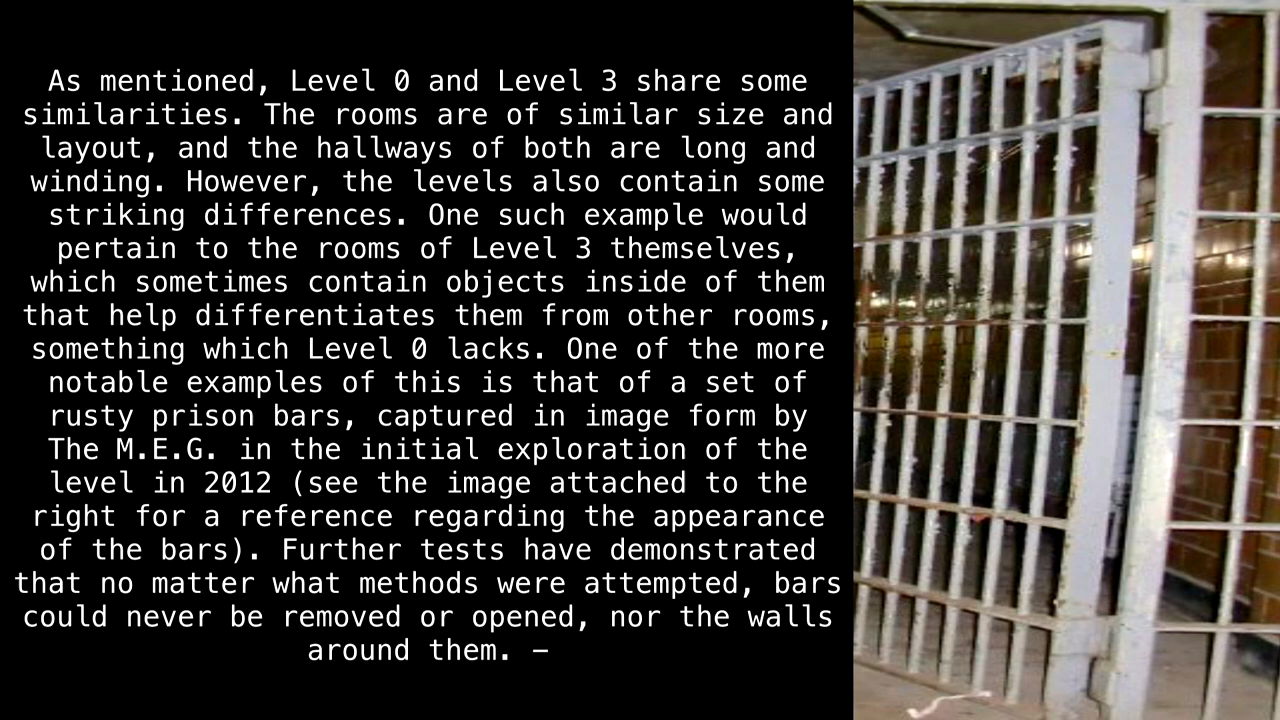 As mentioned, Level 0 and Level 3 share some
similarities. The rooms are of similar size and
layout, and the hallways of both are long and
winding. However, the levels also contain some
striking differences. One such example would
pertain to the rooms of Level 3 themselves,
which sometimes contain objects inside of them
that help differentiates them from other rooms,
something which Level 0 lacks. One of the more
notable examples of this is that of a set of
rusty prison bars, captured in image form by
The M.E.G. in the initial exploration of the
level in 2012 (see the image attached to the
right for a reference regarding the appearance
of the bars). Further tests have demonstrated
that no matter what methods were attempted, bars
could never be removed or opened, nor the walls
around them. –